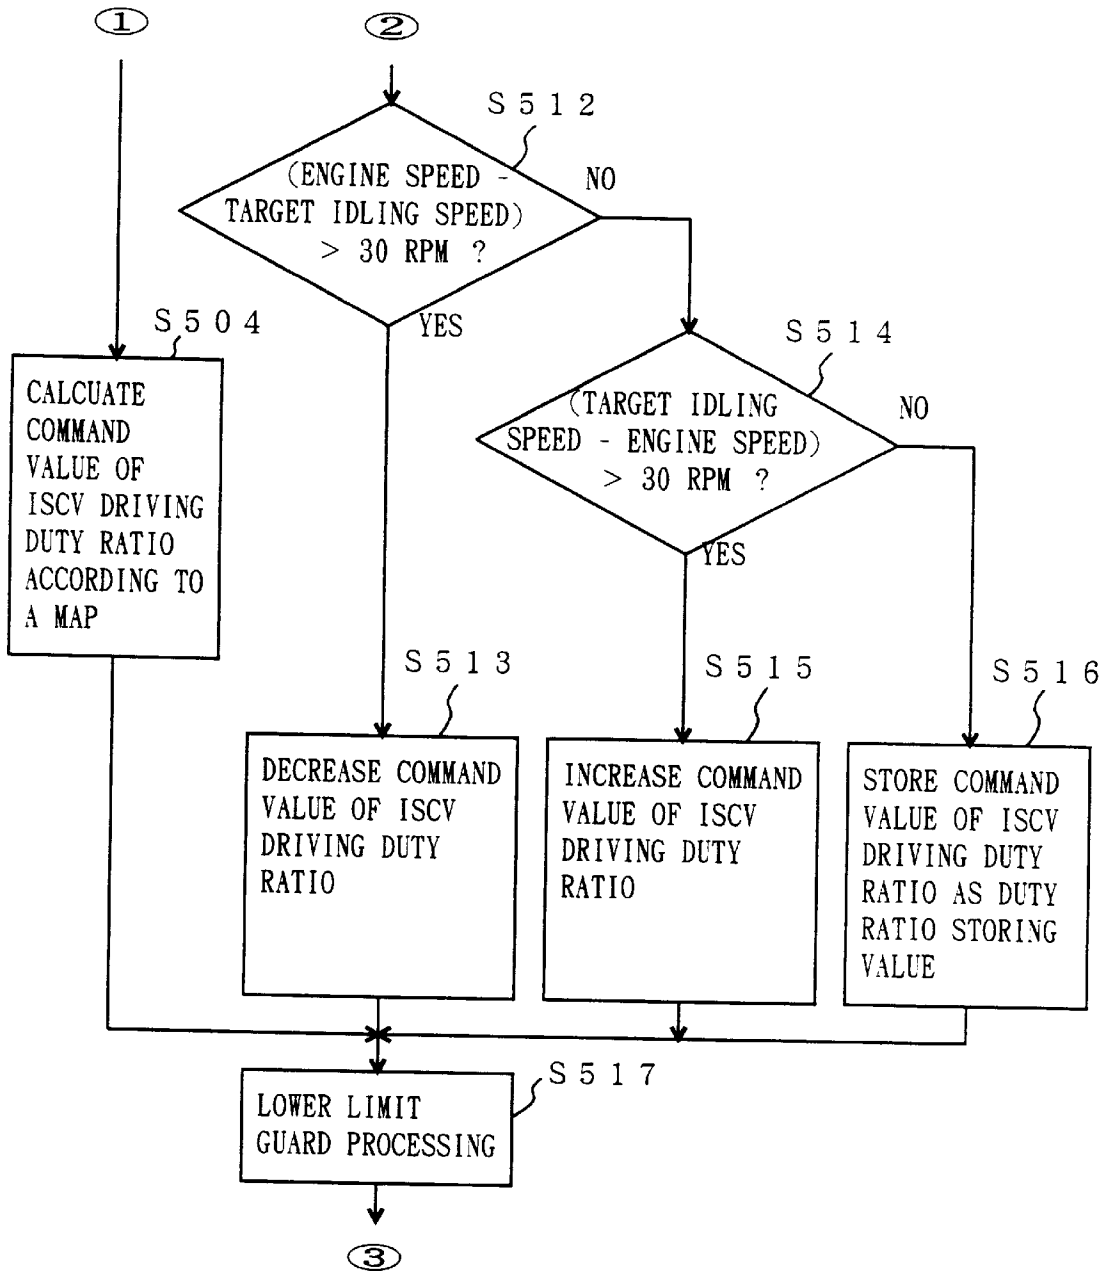 ①
②
S512
(ENGINE SPEED -
TARGET IDLING SPEED)
> 30 RPM ?
NO
YES
S504
CALCUATE
COMMAND
VALUE OF
ISCV DRIVING
DUTY RATIO
ACCORDING TO
A MAP
S514
(TARGET IDLING
SPEED - ENGINE SPEED)
> 30 RPM ?
NO
YES
S513
DECREASE COMMAND
VALUE OF ISCV
DRIVING DUTY
RATIO
S515
INCREASE COMMAND
VALUE OF ISCV
DRIVING DUTY
RATIO
S516
STORE COMMAND
VALUE OF ISCV
DRIVING DUTY
RATIO AS DUTY
RATIO STORING
VALUE
S517
LOWER LIMIT
GUARD PROCESSING
③